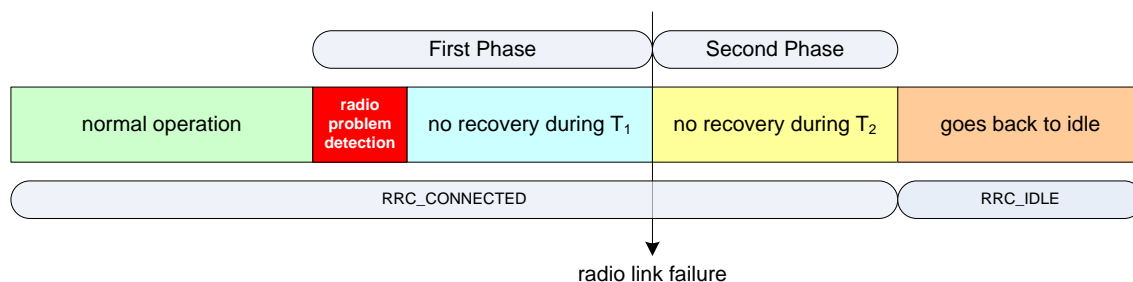 First Phase
Second Phase
normal operation
radio
problem
detection
no recovery during T₁
no recovery during T₂
goes back to idle
RRC_CONNECTED
RRC_IDLE
radio link failure